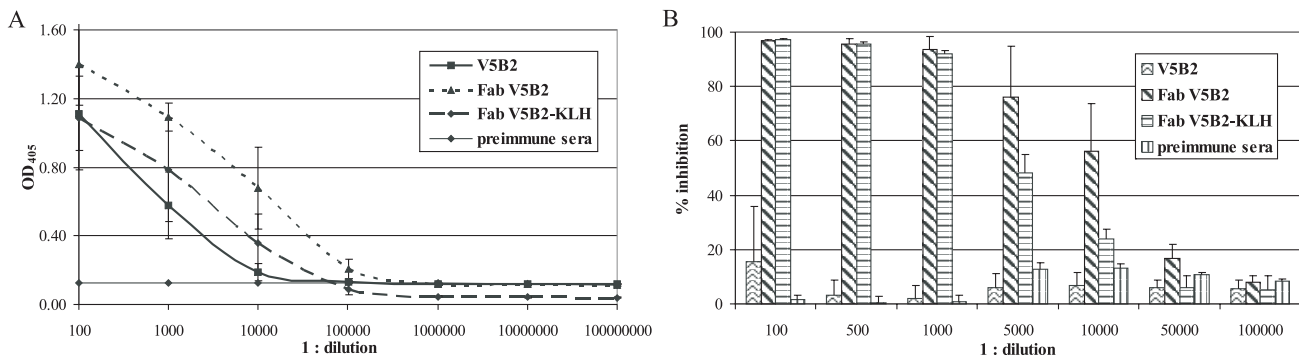 A
1.60
1.20
0.80
0.40
0.00
OD405
100 1000 10000 100000 1000000 10000000 100000000
1 : dilution
V5B2
Fab V5B2
Fab V5B2-KLH
preimmune sera
B
100
80
60
40
20
0
% inhibition
100 500 1000 5000 10000 50000 100000
1 : dilution
V5B2
Fab V5B2
Fab V5B2-KLH
preimmune sera